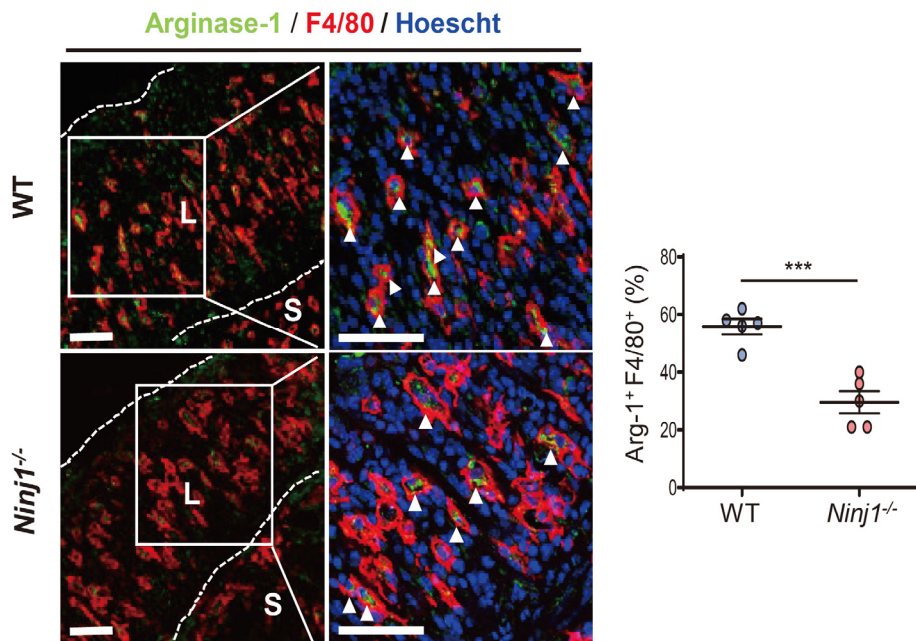 Arginase-1 / F4/80 / Hoescht
WT
L
S
Ninj1-/-
L
S
Arg-1+ F4/80+ (%)
80
60
40
20
0
***
WT
Ninj1-/-